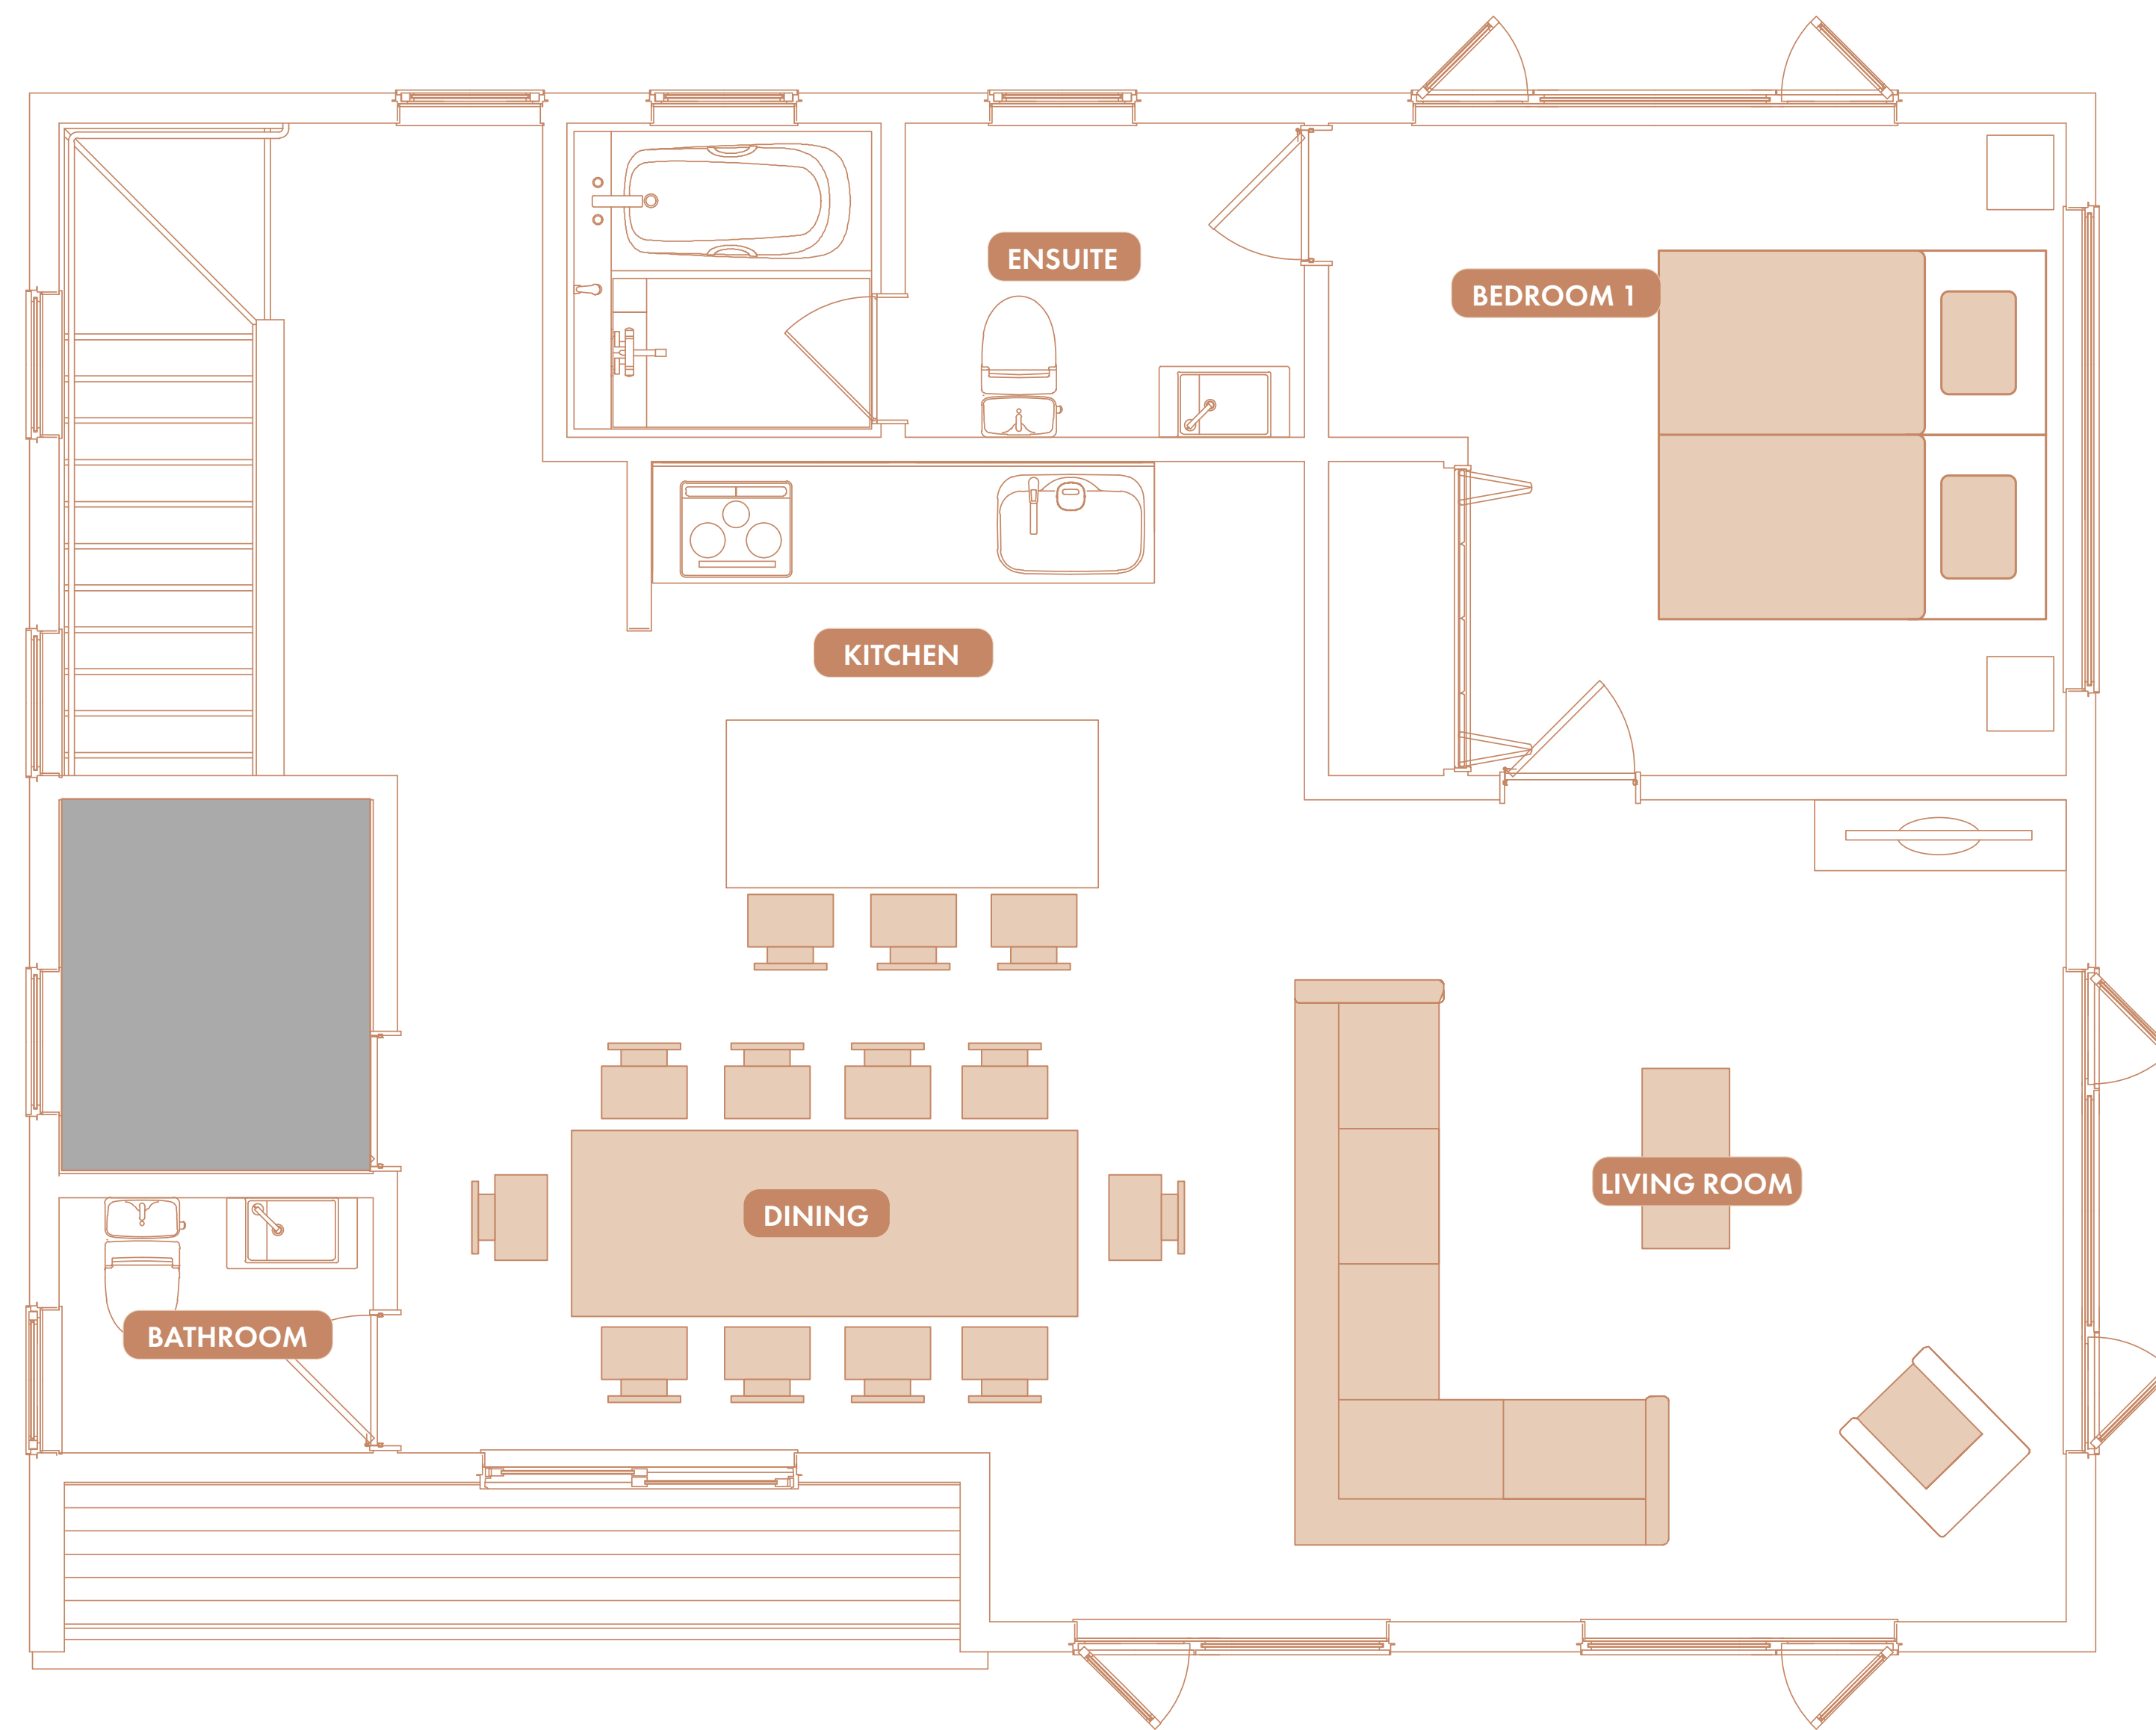 ENSUITE
BEDROOM 1
KITCHEN
LIVING ROOM
DINING
BATHROOM